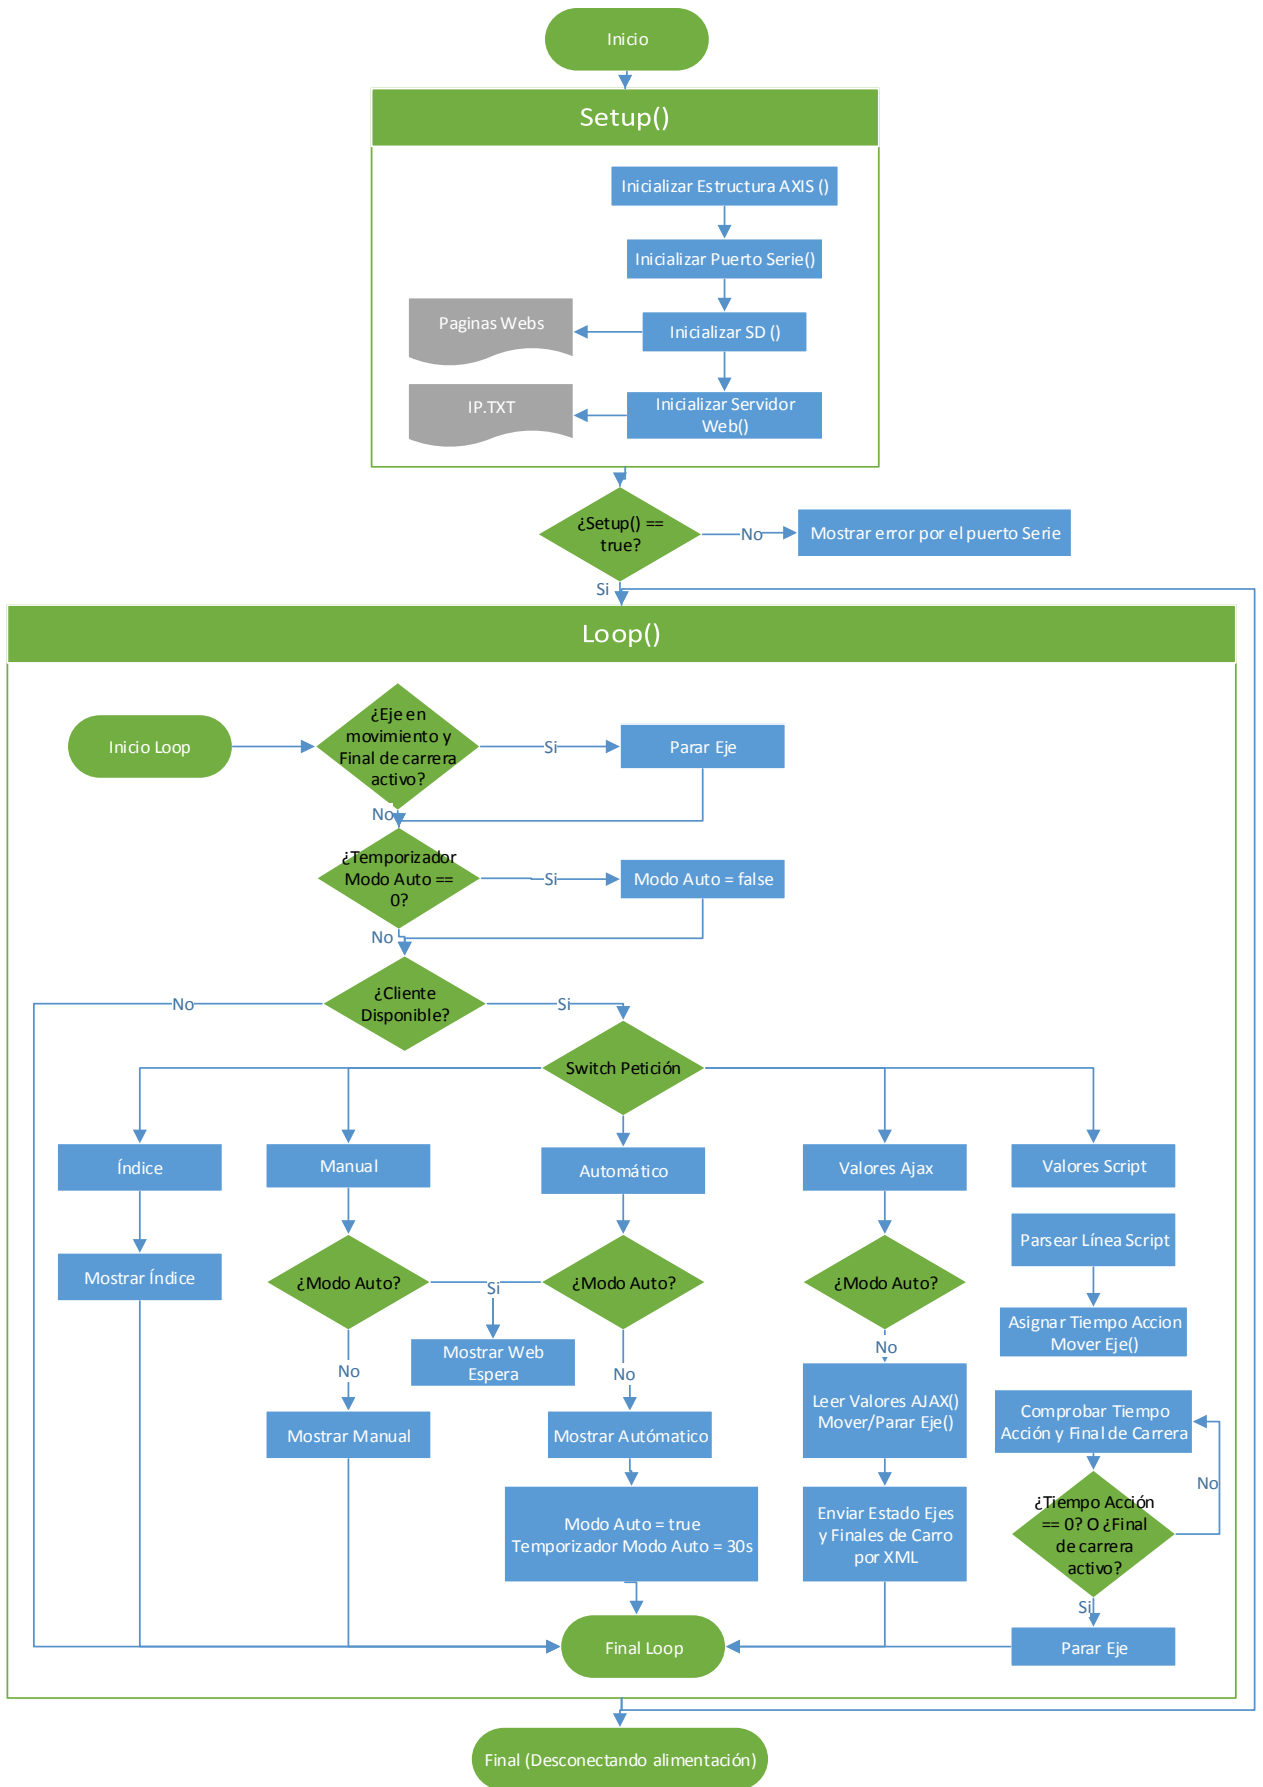 Inicio
Setup()
Inicializar Estructura AXIS ()
Inicializar Puerto Serie()
Paginas Webs
Inicializar SD ()
IP.TXT
Inicializar Servidor
Web()
¿Setup() ==
true?
No
Mostrar error por el puerto Serie
Si
Loop()
Inicio Loop
¿Eje en
movimiento y
Final de carrera
activo?
Si
Parar Eje
No
¿Temporizador
Modo Auto ==
0?
Si
Modo Auto = false
No
¿Cliente
Disponible?
No
Si
Switch Petición
Índice
Manual
Automático
Valores Ajax
Valores Script
Mostrar Índice
Parsear Línea Script
¿Modo Auto?
Si
¿Modo Auto?
¿Modo Auto?
Asignar Tiempo Accion
Mover Eje()
Mostrar Web
Espera
No
No
No
Leer Valores AJAX()
Mover/Parar Eje()
Comprobar Tiempo
Acción y Final de Carrera
Mostrar Manual
Mostrar Autómatico
No
Modo Auto = true
Temporizador Modo Auto = 30s
Enviar Estado Ejes
y Finales de Carro
por XML
¿Tiempo Acción
== 0? O ¿Final
de carrera
activo?
Si
Final Loop
Parar Eje
Final (Desconectando alimentación)